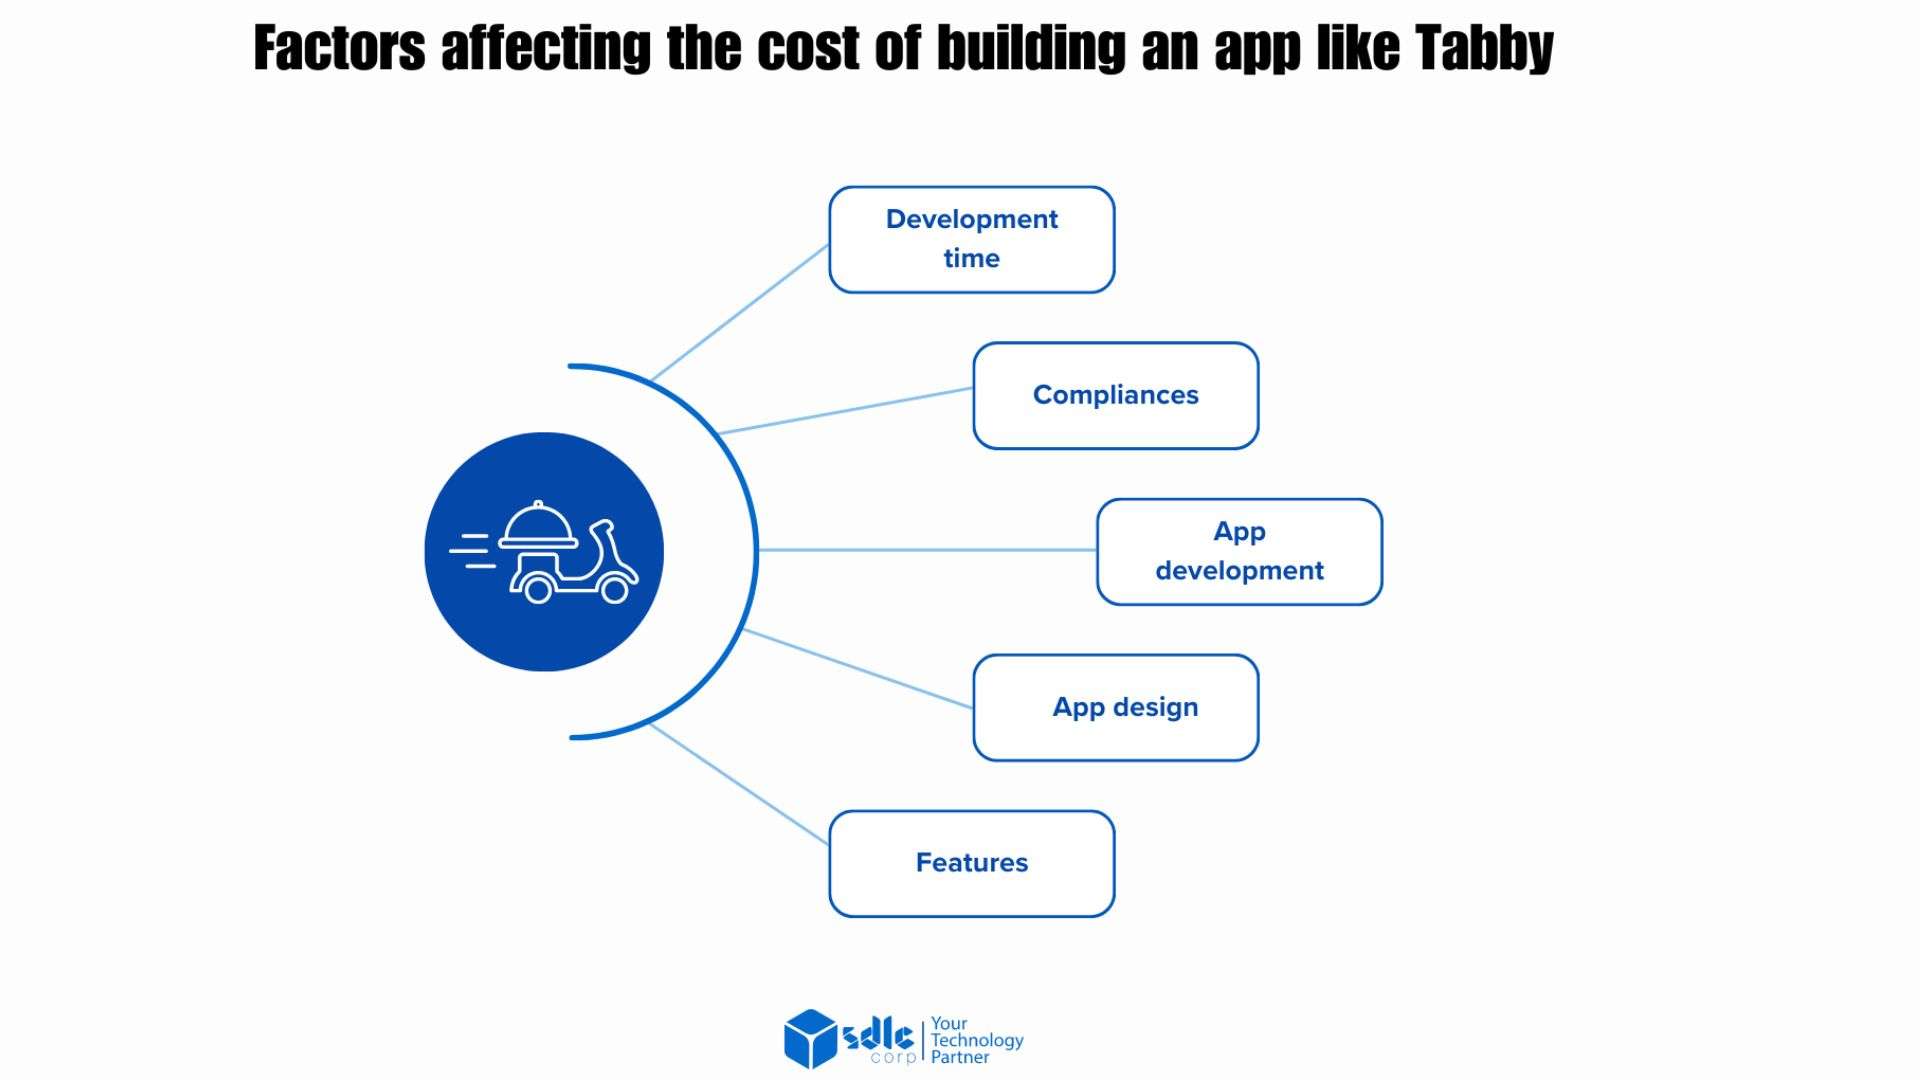 Factors affecting the cost of building an app like Tabby
Development
time
Compliances
App
development
App design
Features
sdlc
corp
Your
Technology
Partner